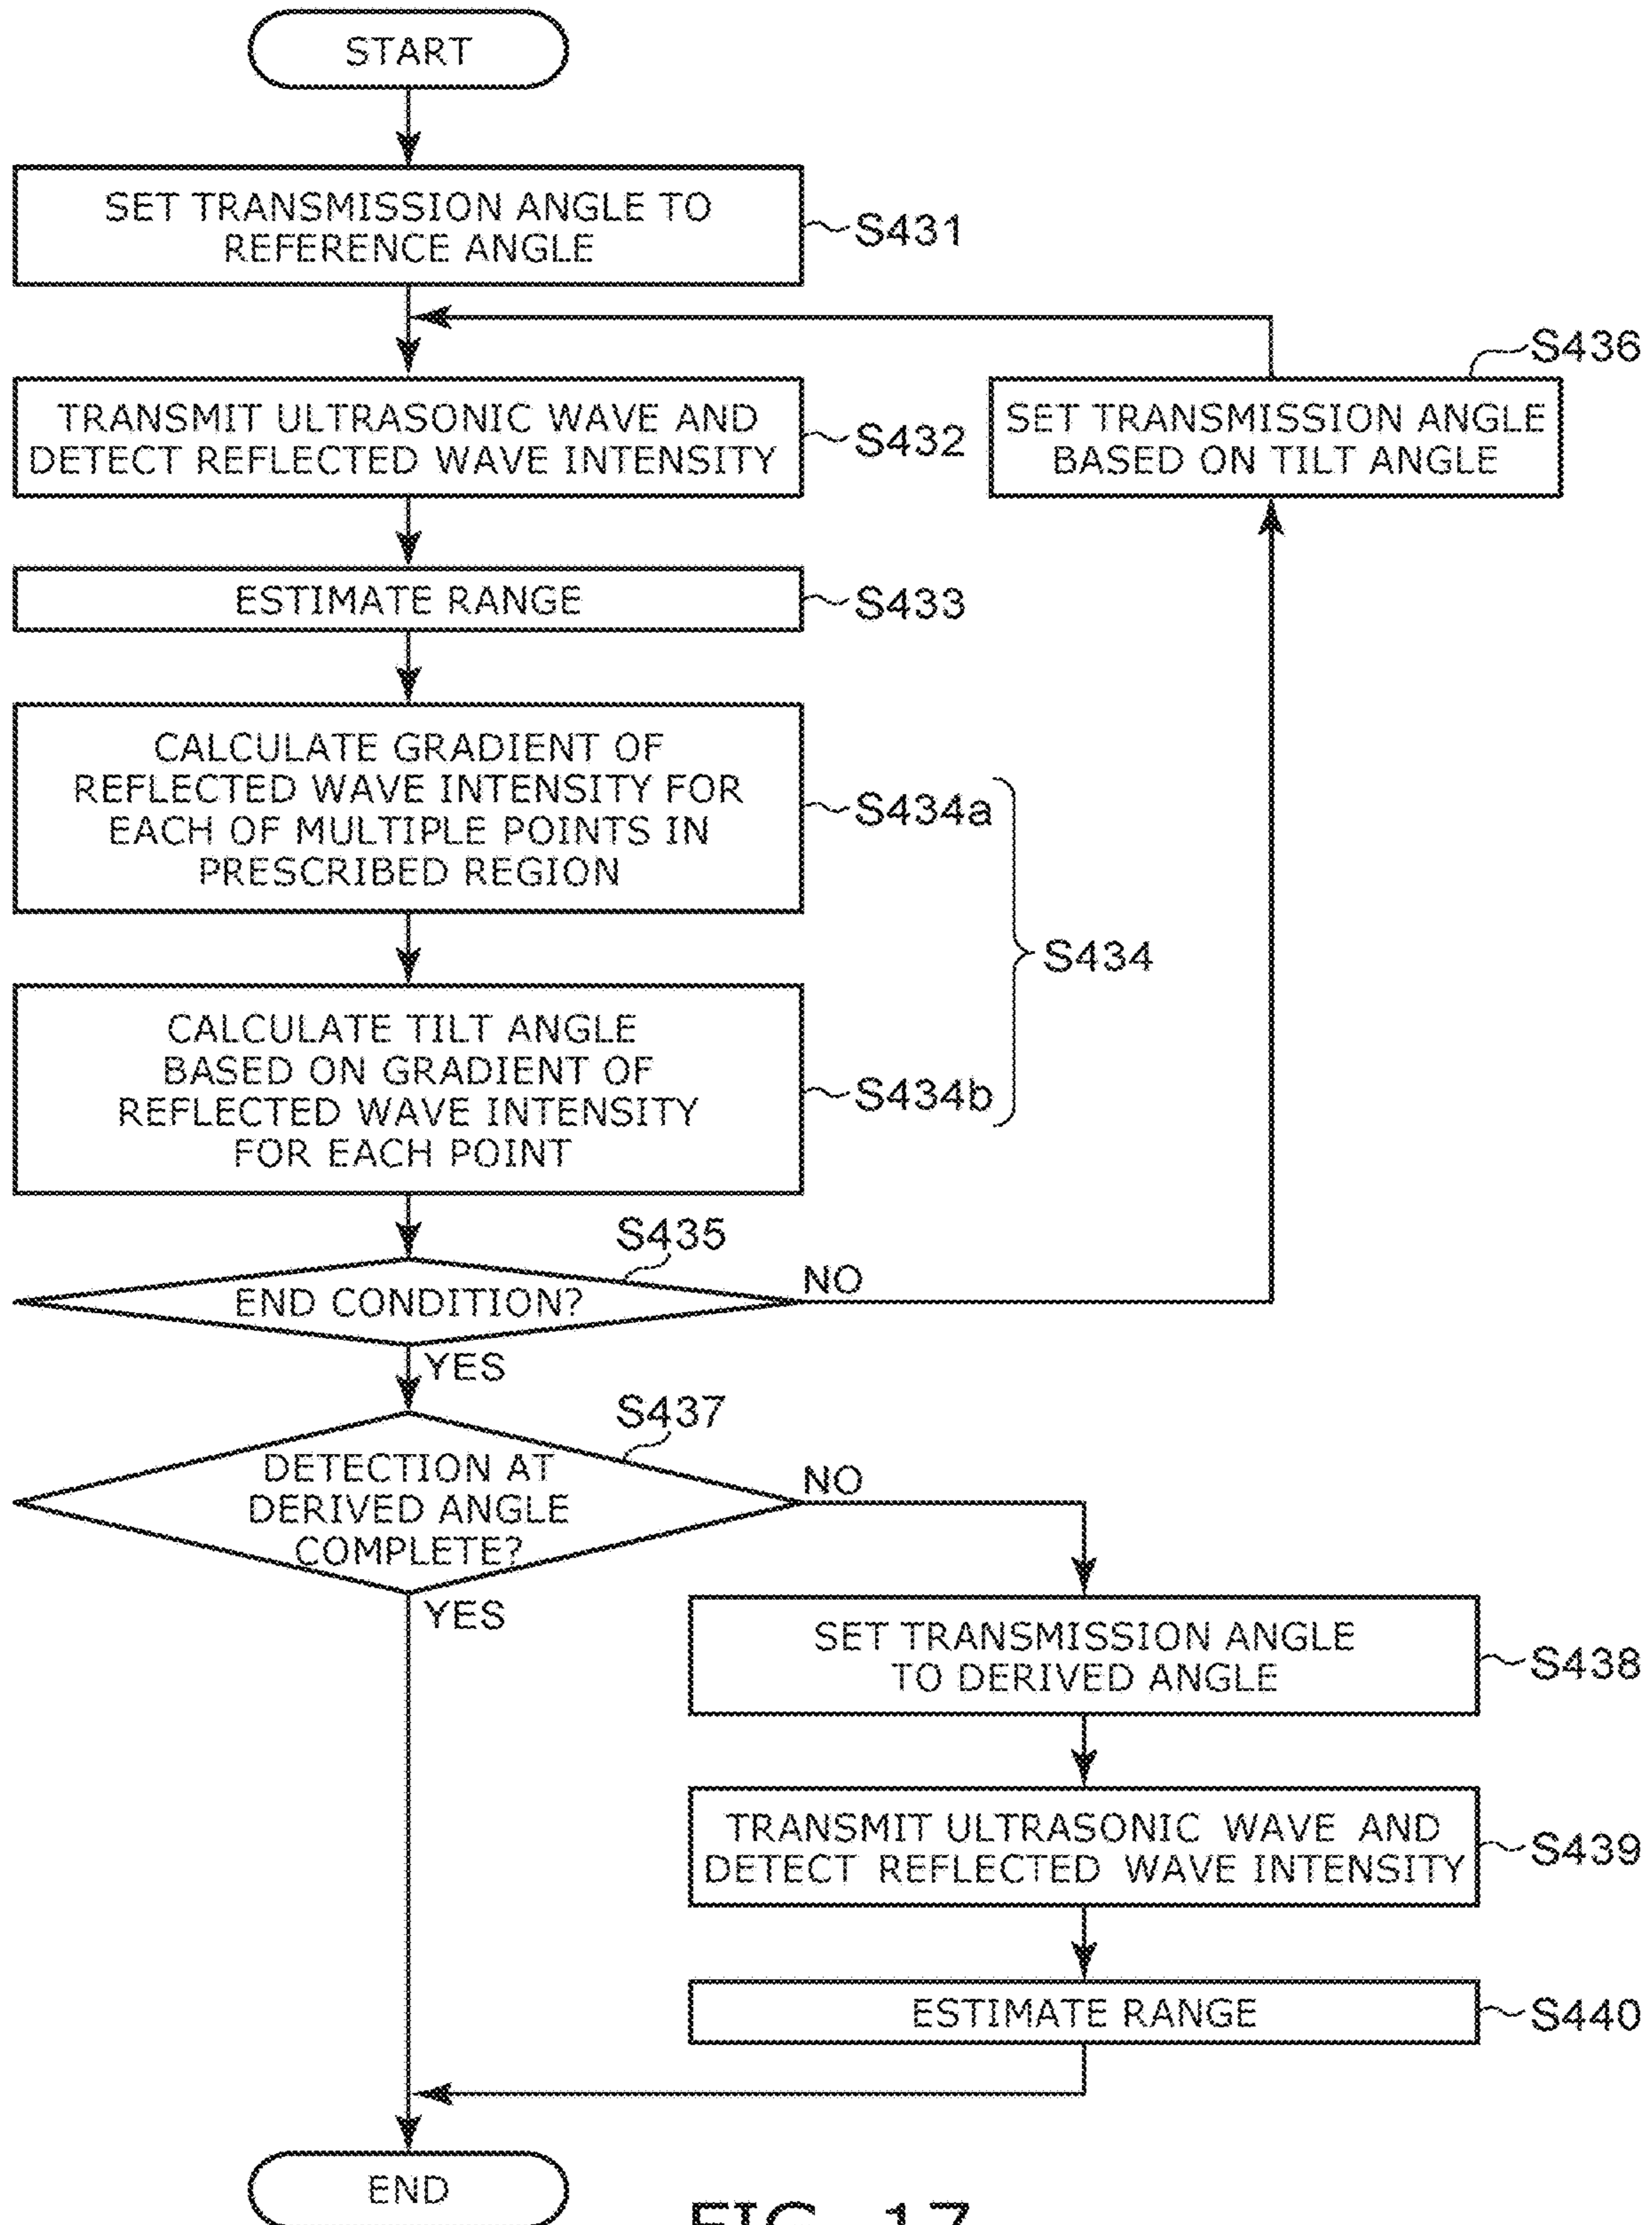 START
SET TRANSMISSION ANGLE TO
REFERENCE ANGLE
S431
S436
TRANSMIT ULTRASONIC WAVE AND
DETECT REFLECTED WAVE INTENSITY
S432
SET TRANSMISSION ANGLE
BASED ON TILT ANGLE
ESTIMATE RANGE
S433
CALCULATE GRADIENT OF
REFLECTED WAVE INTENSITY FOR
EACH OF MULTIPLE POINTS IN
PRESCRIBED REGION
S434a
S434
CALCULATE TILT ANGLE
BASED ON GRADIENT OF
REFLECTED WAVE INTENSITY
FOR EACH POINT
S434b
S435
END CONDITION?
NO
YES
S437
DETECTION AT
DERIVED ANGLE
COMPLETE?
NO
YES
SET TRANSMISSION ANGLE
TO DERIVED ANGLE
S438
TRANSMIT ULTRASONIC WAVE AND
DETECT REFLECTED WAVE INTENSITY
S439
ESTIMATE RANGE
S440
END
FIG. 17